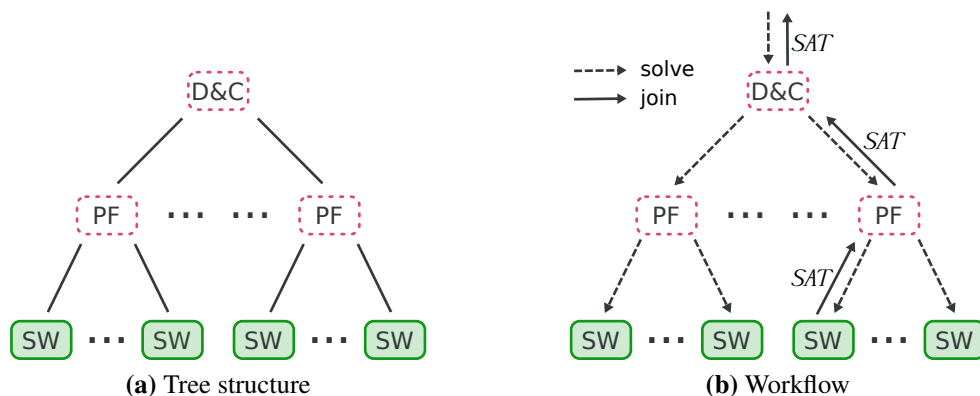 D&C
PF ... ... PF
SW ... SW SW ... SW
(a) Tree structure
SAT
solve
join
D&C
SAT
PF ... ... PF
SAT
SW ... SW SW ... SW
(b) Workflow